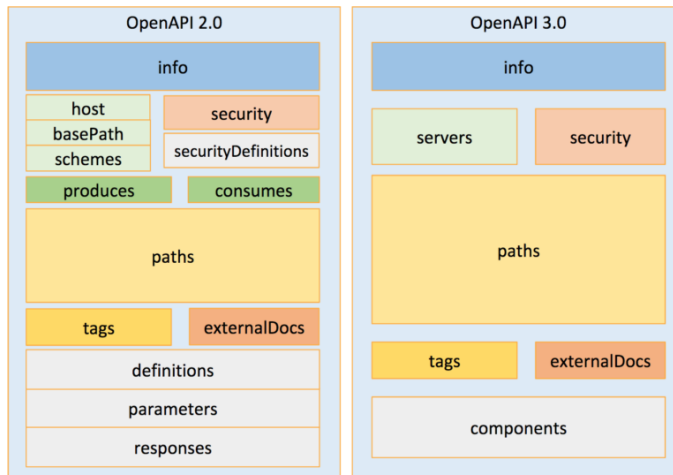 OpenAPI 2.0
info
host
basePath
schemes
security
securityDefinitions
produces
consumes
paths
tags
externalDocs
definitions
parameters
responses
OpenAPI 3.0
info
servers
security
paths
tags
externalDocs
components